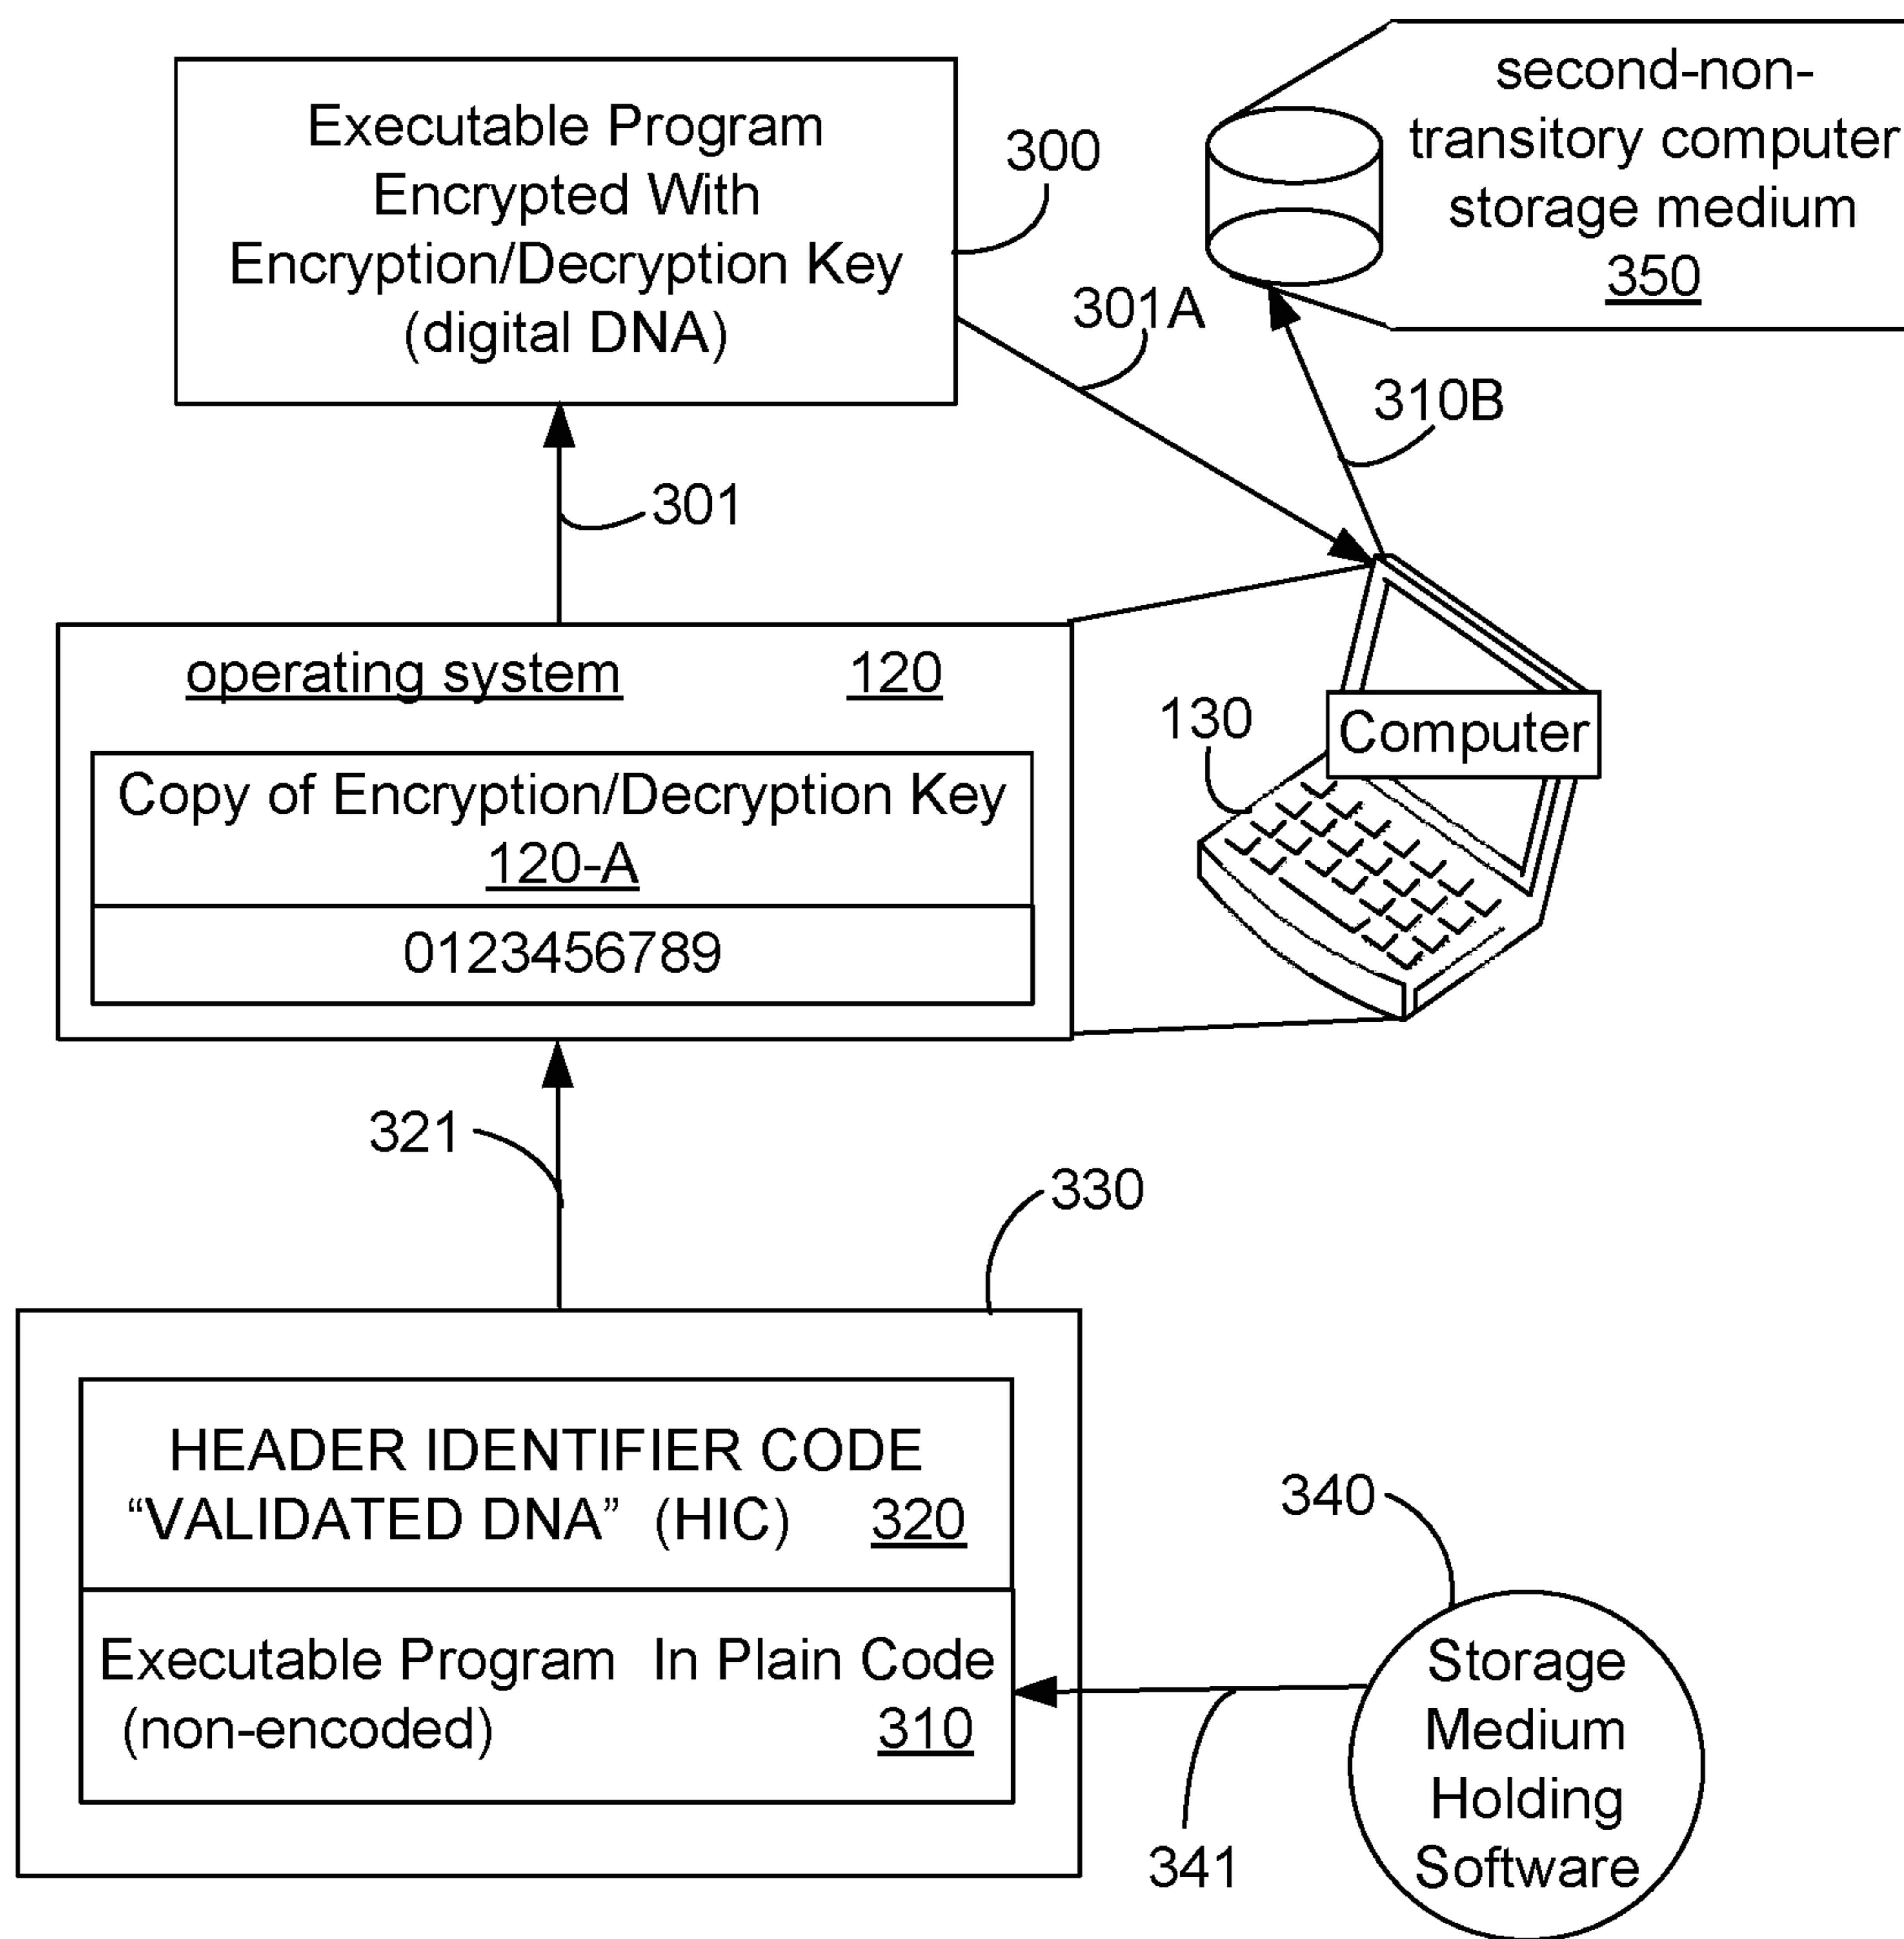 Executable Program
Encrypted With
Encryption/Decryption Key
(digital DNA)
300
second-non-
transitory computer
storage medium
350
301A
310B
301
operating system 120
Copy of Encryption/Decryption Key
120-A
0123456789
130
Computer
321
330
HEADER IDENTIFIER CODE
“VALIDATED DNA” (HIC) 320
Executable Program In Plain Code
(non-encoded) 310
340
Storage
Medium
Holding
Software
341